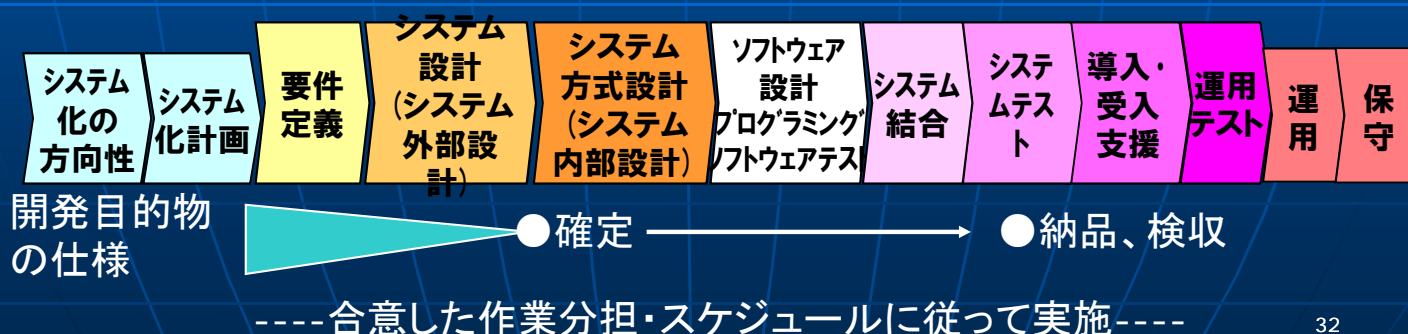 システム
化の
方向性
システム
化計画
要件
定義
システム
設計
(システム
外部設
計)
システム
方式設計
(システム
内部設計)
ソフトウェア
設計
プログラミング
ソフトウェアテスト
システム
結合
システ
ムテス
ト
導入・
受入
支援
運用
テスト
運
用
保
守
開発目的物
の仕様
●確定
●納品、検収
----合意した作業分担・スケジュールに従って実施----
32